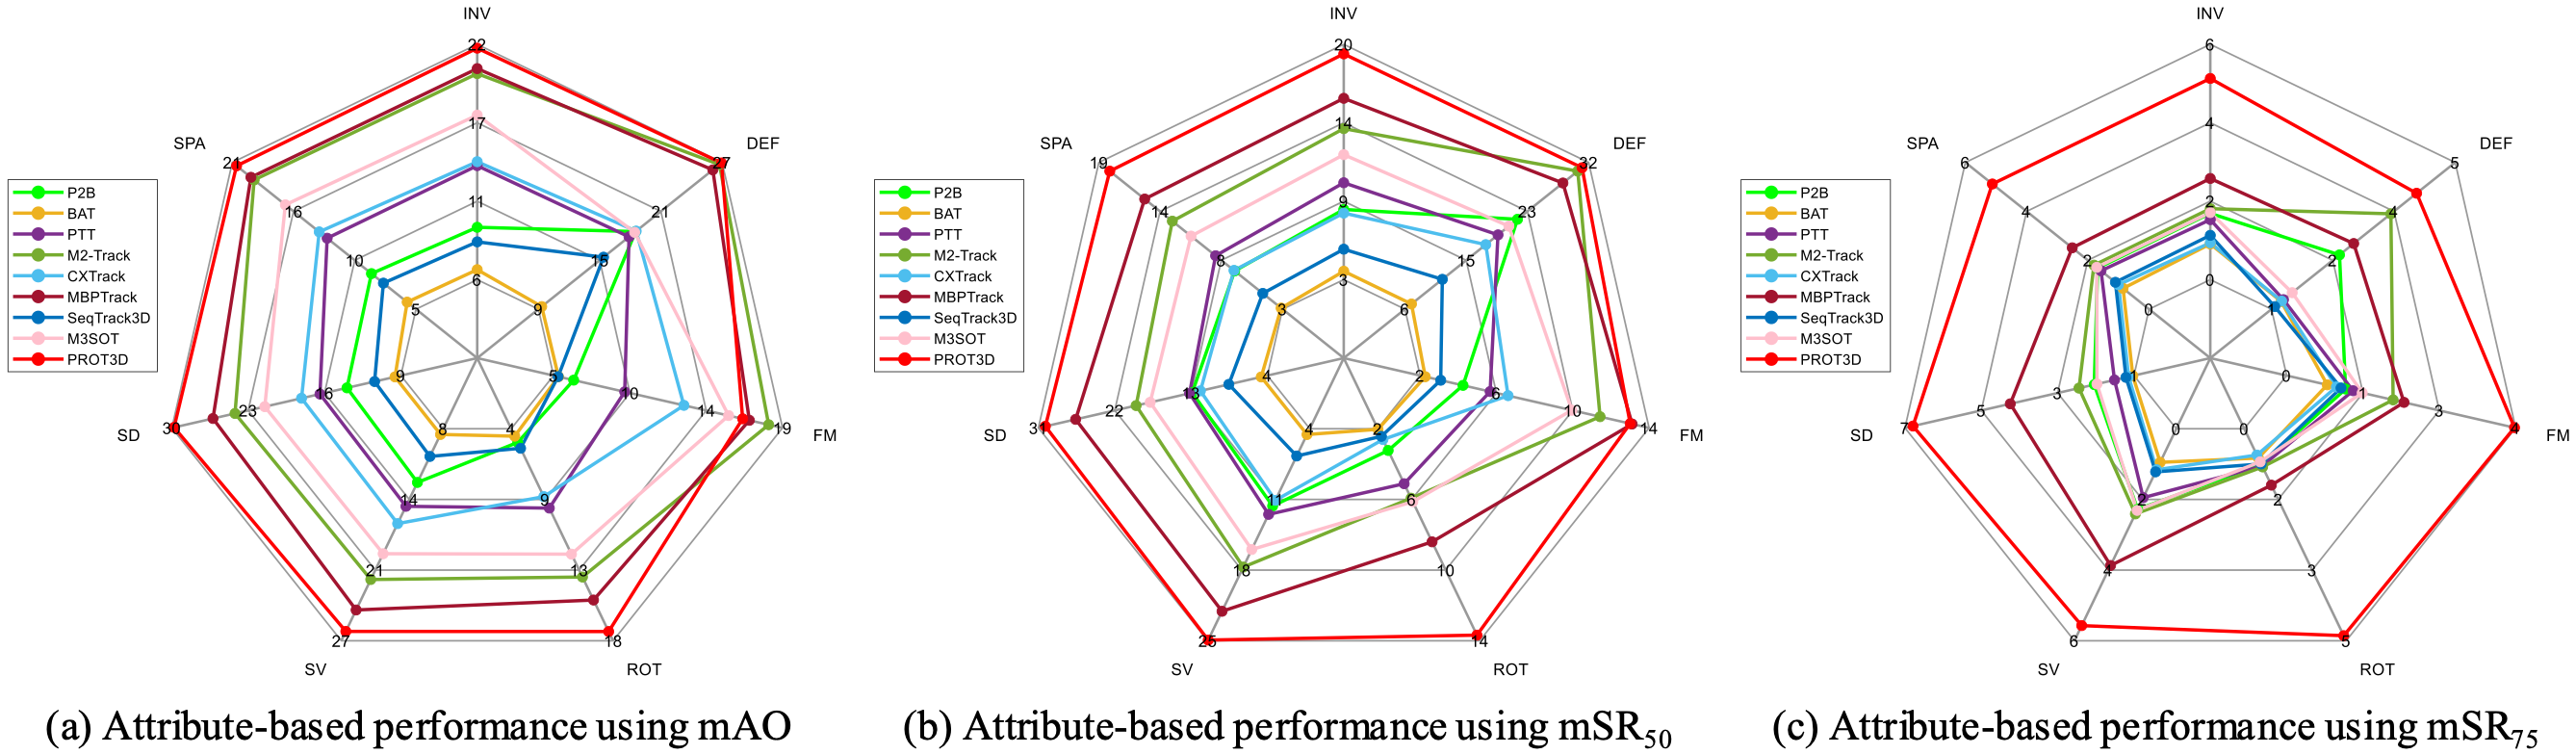 INV
22
17
11
6
DEF
27
21
15
9
FM
19
14
10
5
ROT
18
13
9
4
SV
27
21
14
8
SD
30
23
16
9
SPA
21
16
10
5
P2B
BAT
PTT
M2-Track
CXTrack
MBPTrack
SeqTrack3D
M3SOT
PROT3D
(a) Attribute-based performance using mAO
INV
20
14
9
3
DEF
32
23
15
6
FM
14
10
6
2
ROT
14
10
6
2
SV
25
18
11
4
SD
31
22
13
4
SPA
19
14
8
3
P2B
BAT
PTT
M2-Track
CXTrack
MBPTrack
SeqTrack3D
M3SOT
PROT3D
(b) Attribute-based performance using mSR50
INV
6
4
2
0
DEF
5
4
2
1
FM
4
3
1
0
ROT
5
3
2
0
SV
6
4
2
0
SD
7
5
3
1
SPA
6
4
2
0
P2B
BAT
PTT
M2-Track
CXTrack
MBPTrack
SeqTrack3D
M3SOT
PROT3D
(c) Attribute-based performance using mSR75